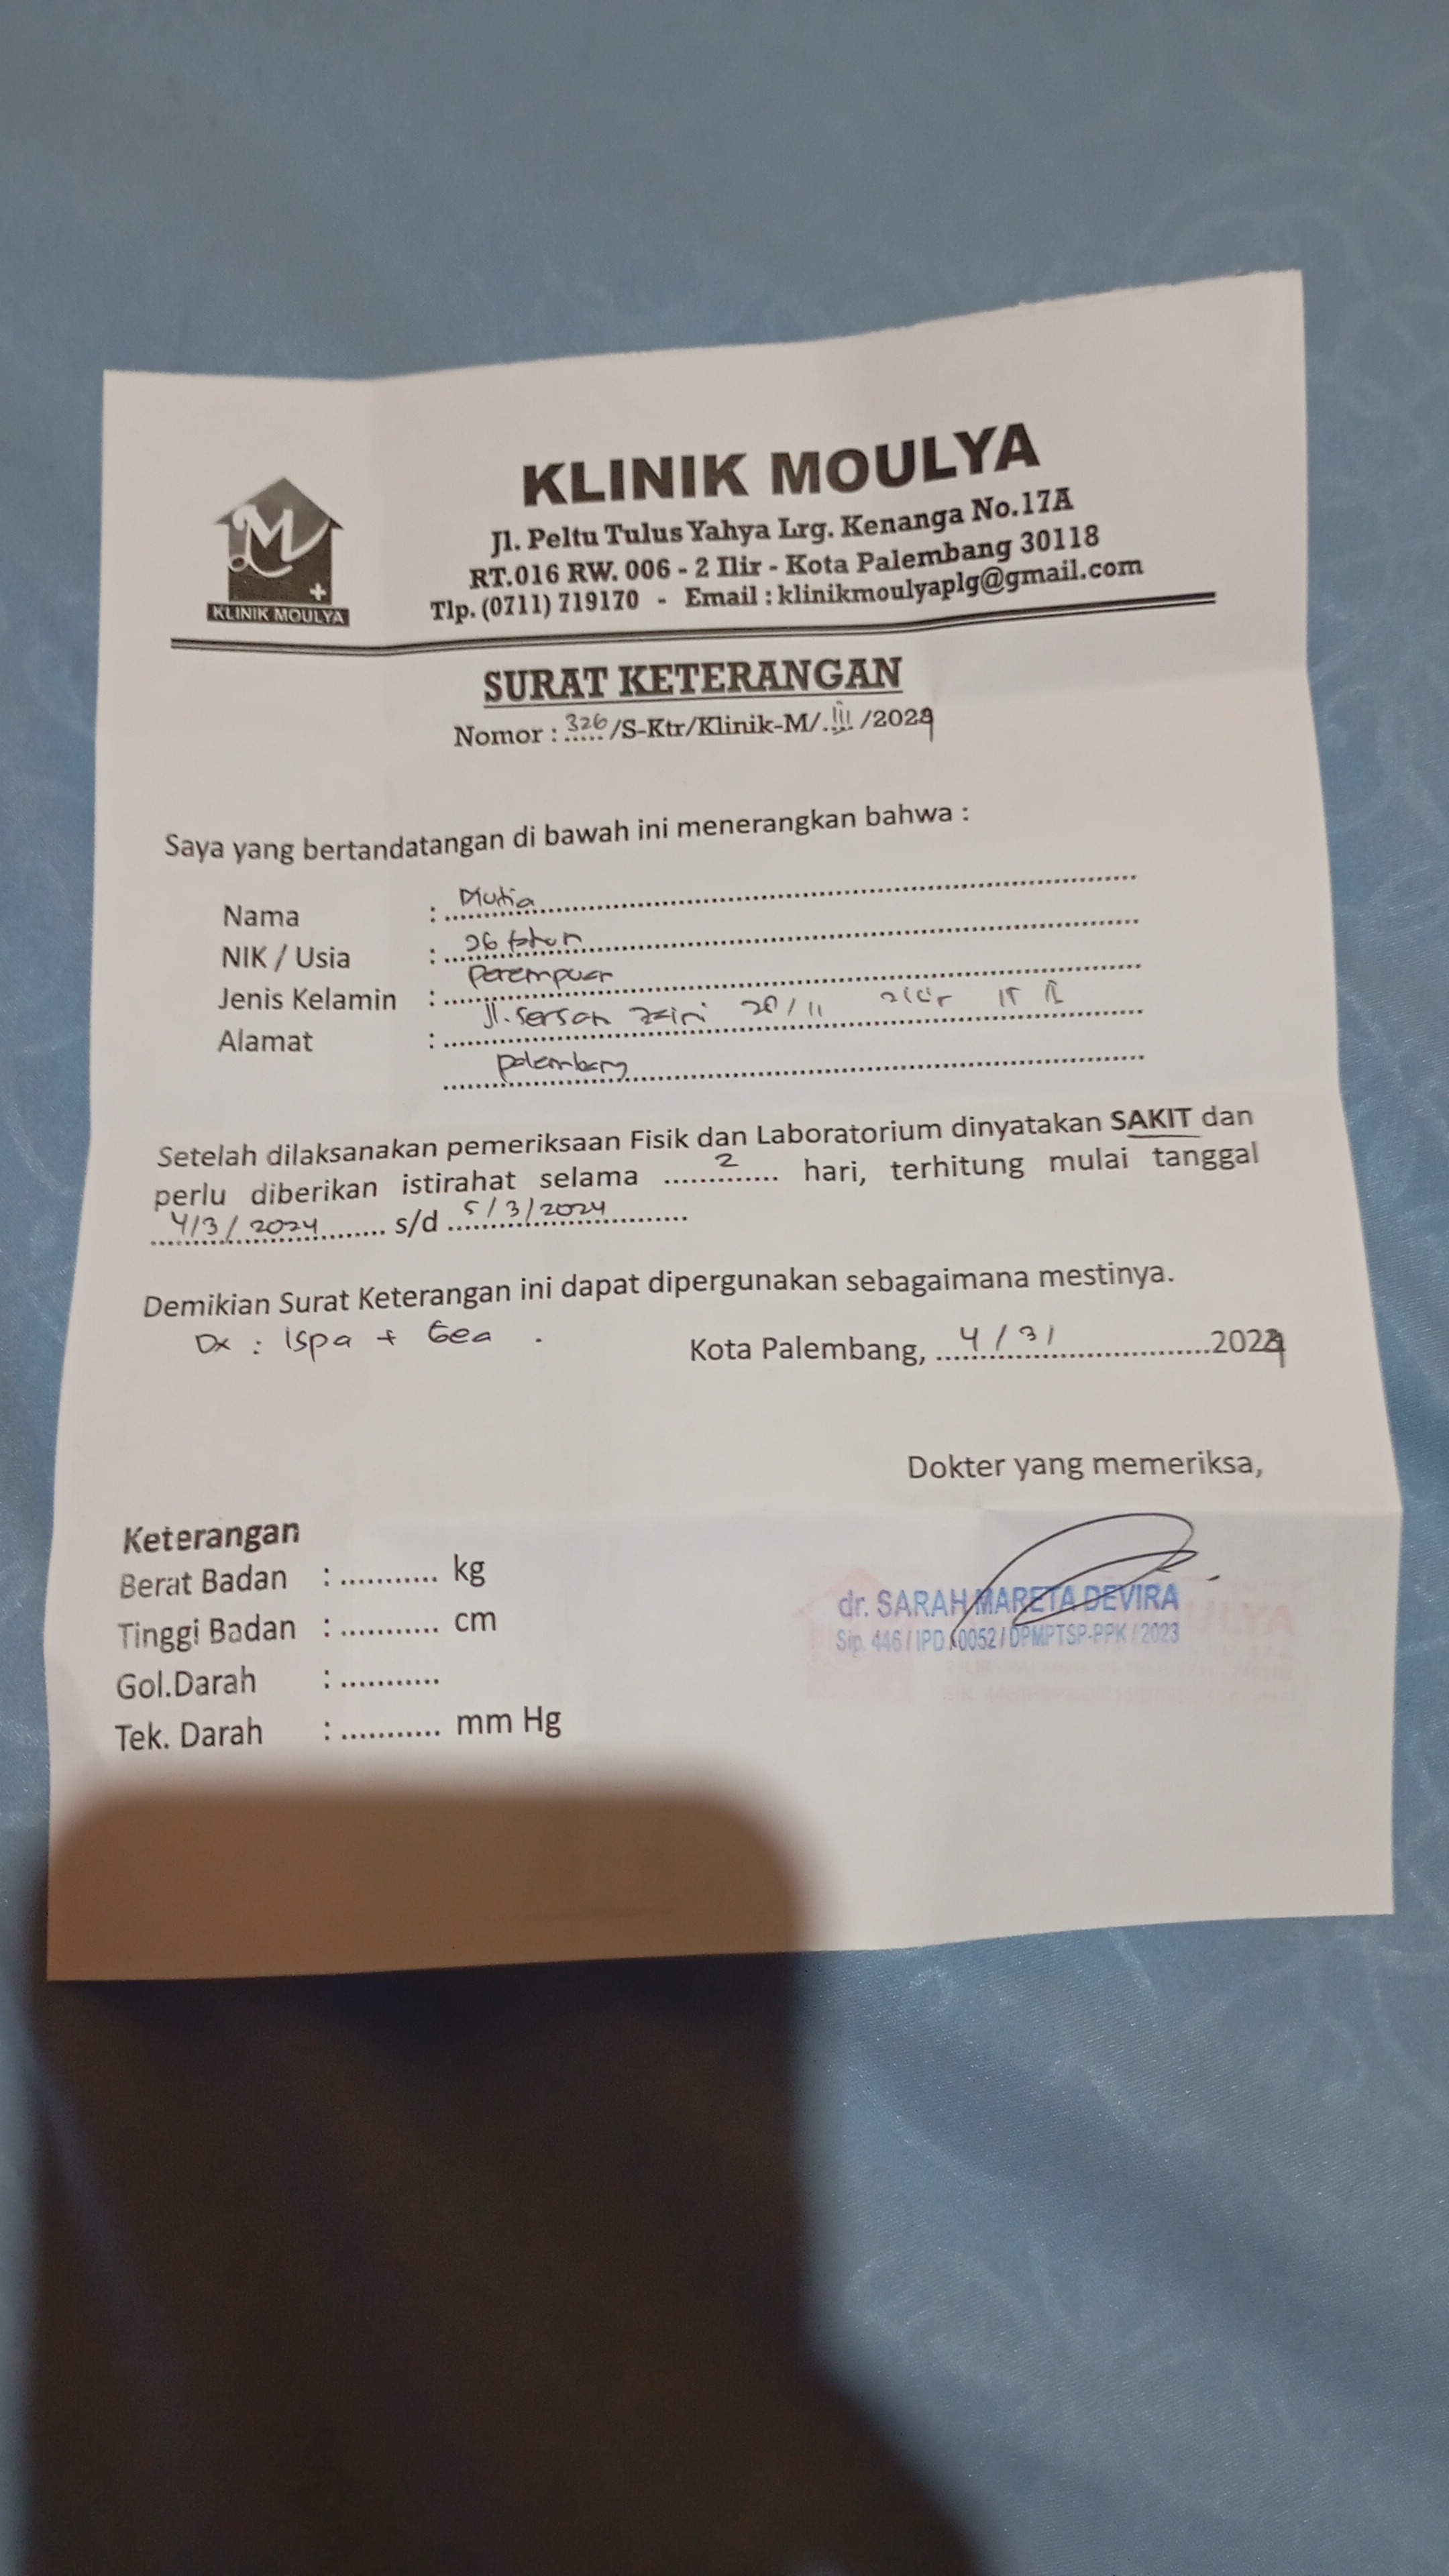 KLINIK MOULYA
Jl. Peltu Tulus Yahya Lrg. Kenanga No.17A
RT.016 RW. 006 - 2 Ilir - Kota Palembang 30118
Tlp. (0711) 719170 - Email : klinikmoulyaplg@gmail.com
M
KLINIK MOULYA
SURAT KETERANGAN
Nomor : 326/S-Ktr/Klinik-M/.III/2024
Saya yang bertandatangan di bawah ini menerangkan bahwa :
Nama : Mutia
NIK / Usia : 26 tahun
Jenis Kelamin : Perempuan
Alamat : Jl. Sersan Zaini
Palembang
Setelah dilaksanakan pemeriksaan Fisik dan Laboratorium dinyatakan SAKIT dan
perlu diberikan istirahat selama 2 hari, terhitung mulai tanggal
4/3/2024 s/d 5/3/2024
Demikian Surat Keterangan ini dapat dipergunakan sebagaimana mestinya.
Dx : ispa + Gea .
Kota Palembang, 4/3/ 2024
Dokter yang memeriksa,
dr. SARAH MARETA DEVIRA
Sip. 446 / IPD / 0052 / DPMPTSP-PPK / 2023
Keterangan
Berat Badan : ........... kg
Tinggi Badan : ........... cm
Gol.Darah : ...........
Tek. Darah : ........... mm Hg